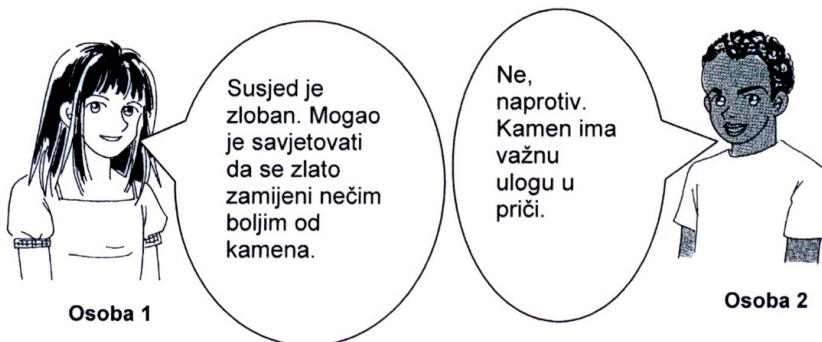 Susjed je
zloban. Mogao
je savjetovati
da se zlato
zamijeni nečim
boljim od
kamena.
Ne,
naprotiv.
Kamen ima
važnu
ulogu u
priči.
Osoba 1
Osoba 2